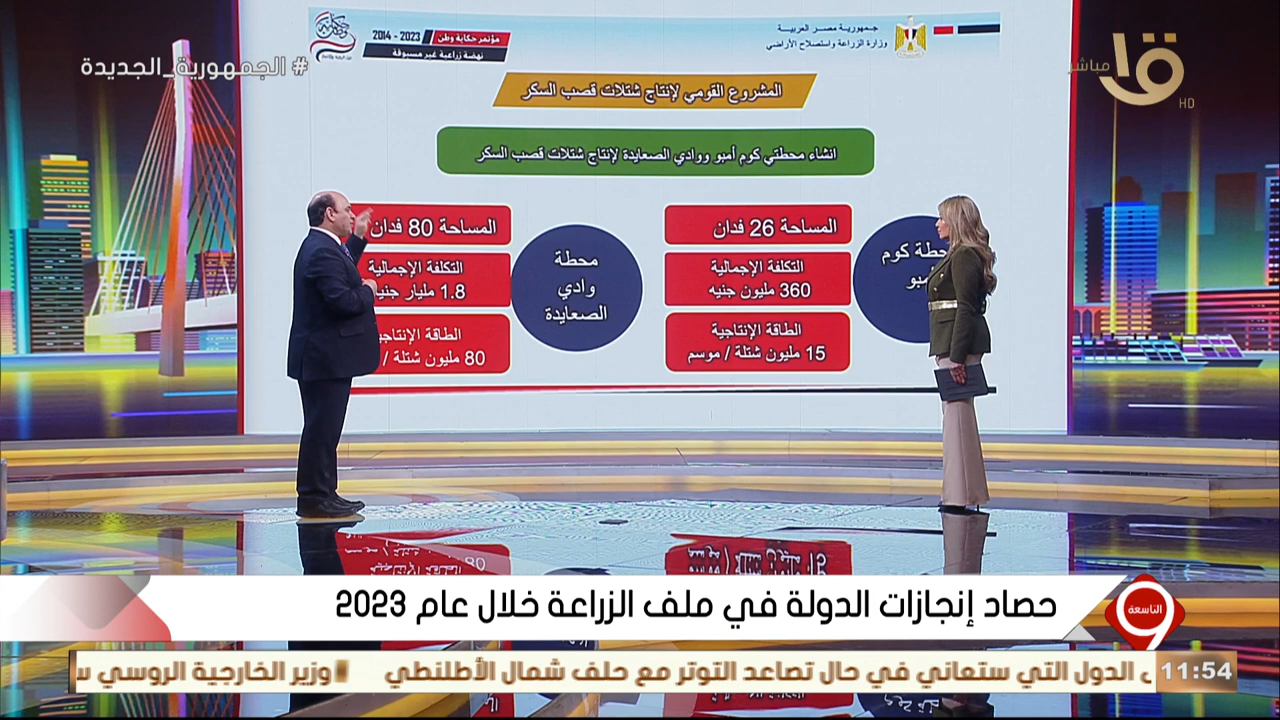 #الجمهورية_الجديدة
مباشر
HD
جمهورية مصر العربية
وزارة الزراعة واستصلاح الأراضي
مؤتمر حكاية وطن 2023 - 2014
نهضة زراعية غير مسبوقة
المشروع القومي لإنتاج شتلات قصب السكر
انشاء محطتي كوم أمبو ووادي الصعايدة لإنتاج شتلات قصب السكر
كوم
المساحة 26 فدان
التكلفة الإجمالية
360 مليون جنيه
الطاقة الإنتاجية
15 مليون شتلة / موسم
محطة
وادي
الصعايدة
المساحة 80 فدان
التكلفة الإجمالية
1.8 مليار جنيه
الطاقة
80 مليون شتلة /
التاسعة
9
حصاد إنجازات الدولة في ملف الزراعة خلال عام 2023
11:54
الدول التي ستعاني في حال تصاعد التوتر مع حلف شمال الأطلنطي
وزير الخارجية الروسي